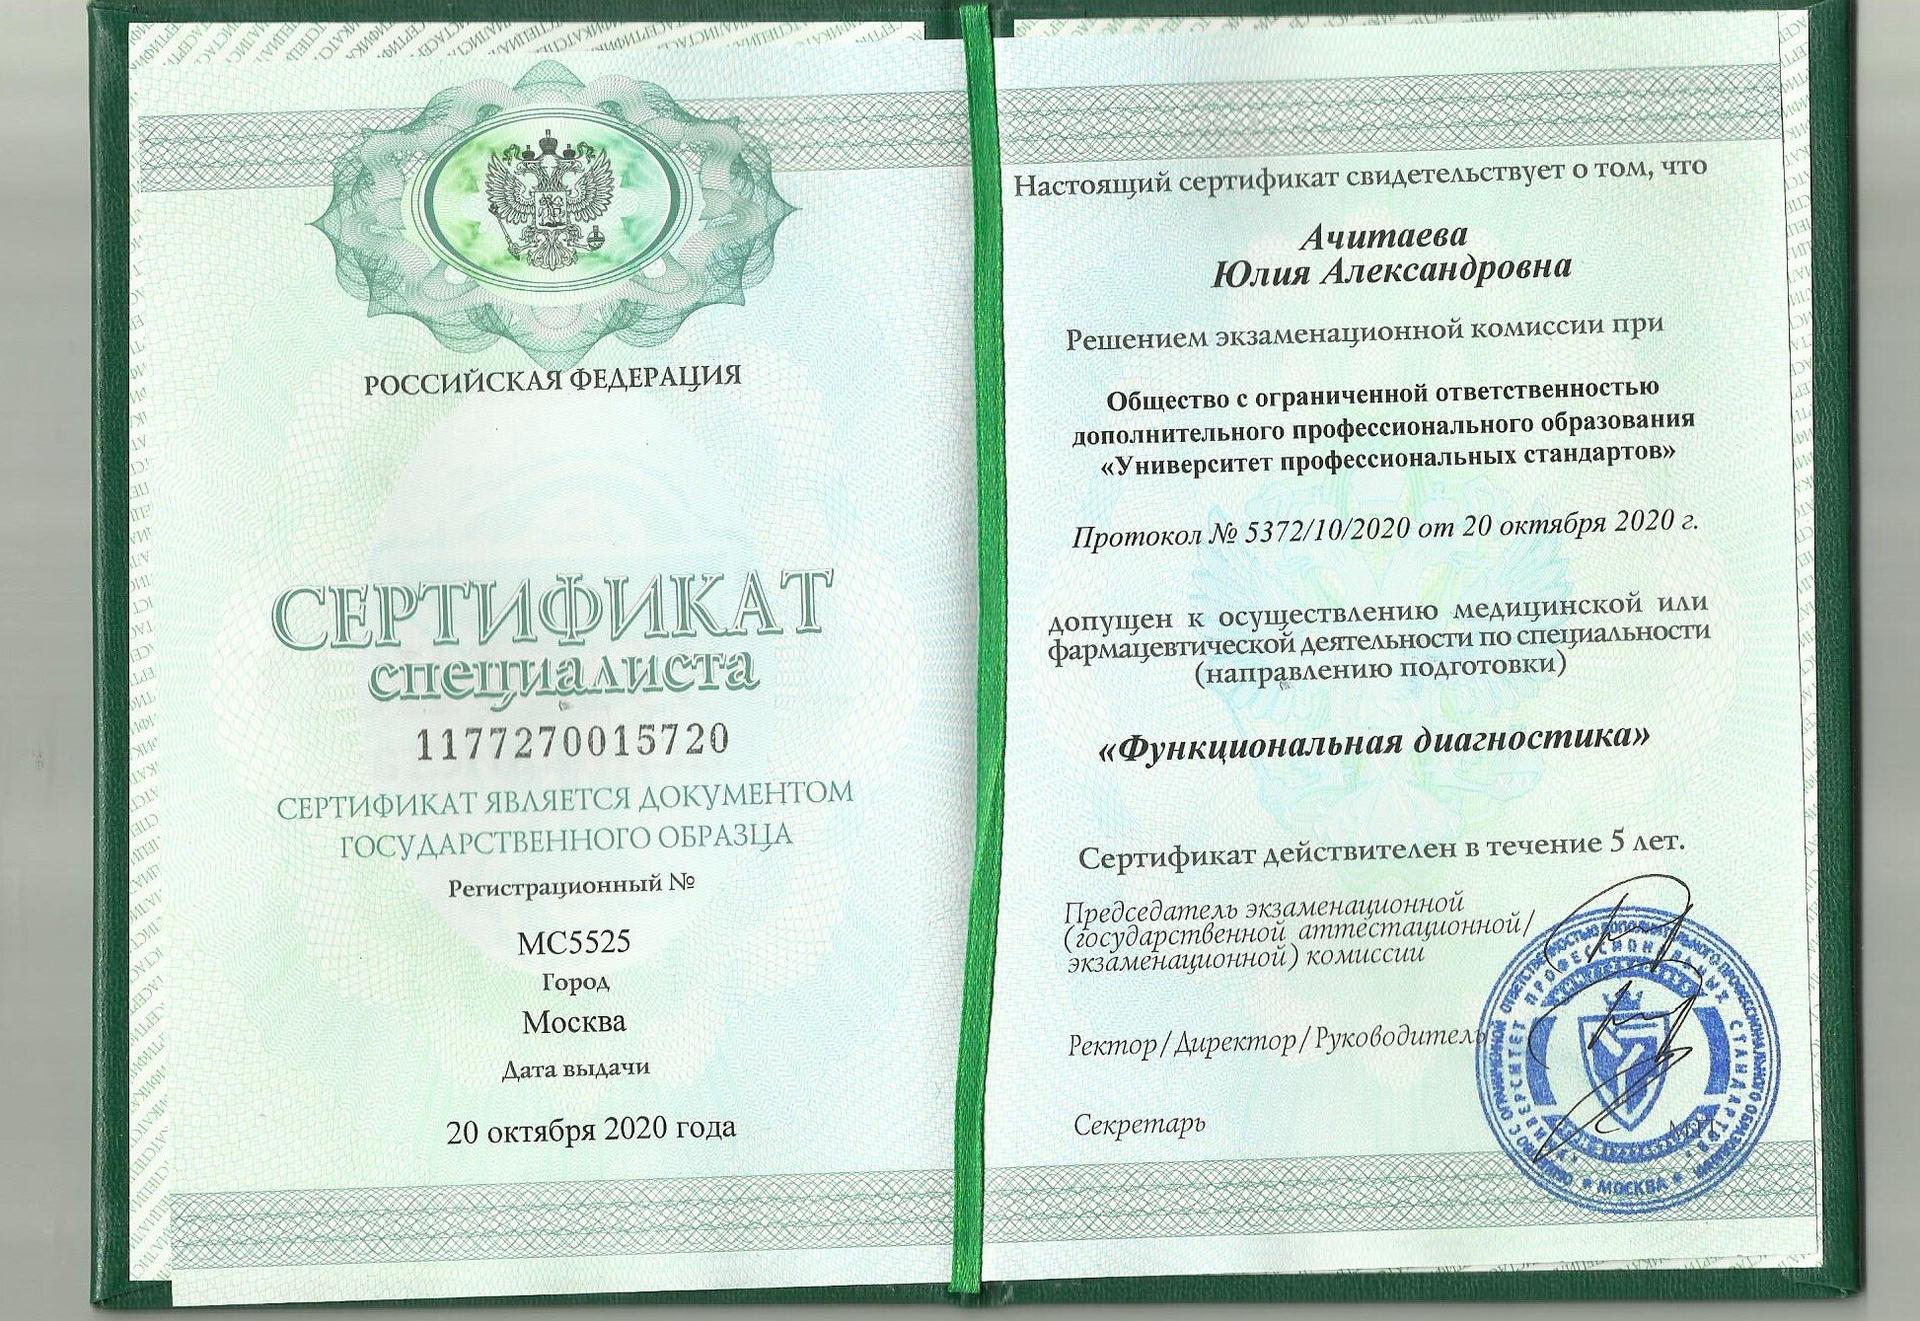 РОССИЙСКАЯ ФЕДЕРАЦИЯ
СЕРТИФИКАТ
специалиста
1177270015720
СЕРТИФИКАТ ЯВЛЯЕТСЯ ДОКУМЕНТОМ
ГОСУДАРСТВЕННОГО ОБРАЗЦА
Регистрационный №
МС5525
Город
Москва
Дата выдачи
20 октября 2020 года
Настоящий сертификат свидетельствует о том, что
Ачитаева
Юлия Александровна
Решением экзаменационной комиссии при
Общество с ограниченной ответственностью
дополнительного профессионального образования
«Университет профессиональных стандартов»
Протокол № 5372/10/2020 от 20 октября 2020 г.
допущен к осуществлению медицинской или
фармацевтической деятельности по специальности
(направлению подготовки)
«Функциональная диагностика»
Сертификат действителен в течение 5 лет.
Председатель экзаменационной
(государственной аттестационной/
экзаменационной) комиссии
Ректор/Директор/Руководитель
Секретарь
М.П.
МОСКВА